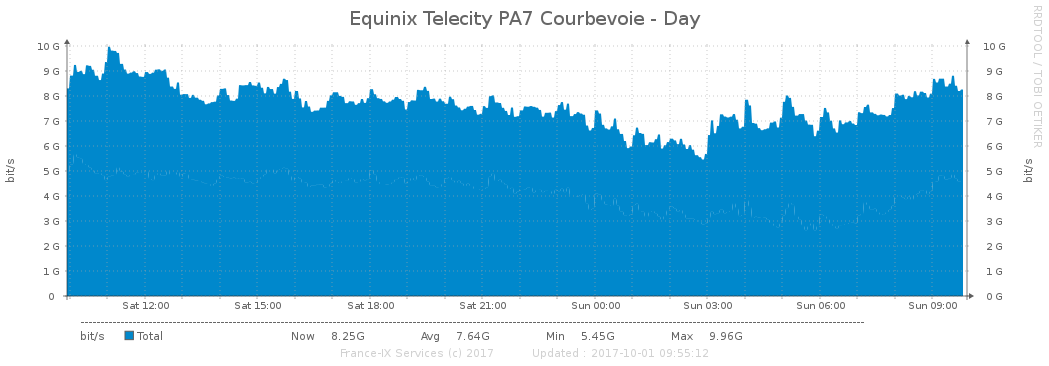 Equinix Telecity PA7 Courbevoie - Day
RRDTOOL / TOBI OETIKER
10 G 10 G
9 G 9 G
8 G 8 G
7 G 7 G
6 G 6 G
5 G 5 G
4 G 4 G
3 G 3 G
2 G 2 G
1 G 1 G
0 0 G
bit/s bit/s
Sat 12:00 Sat 15:00 Sat 18:00 Sat 21:00 Sun 00:00 Sun 03:00 Sun 06:00 Sun 09:00
bit/s Total Now 8.25G Avg 7.64G Min 5.45G Max 9.96G
France-IX Services (c) 2017 Updated : 2017-10-01 09:55:12